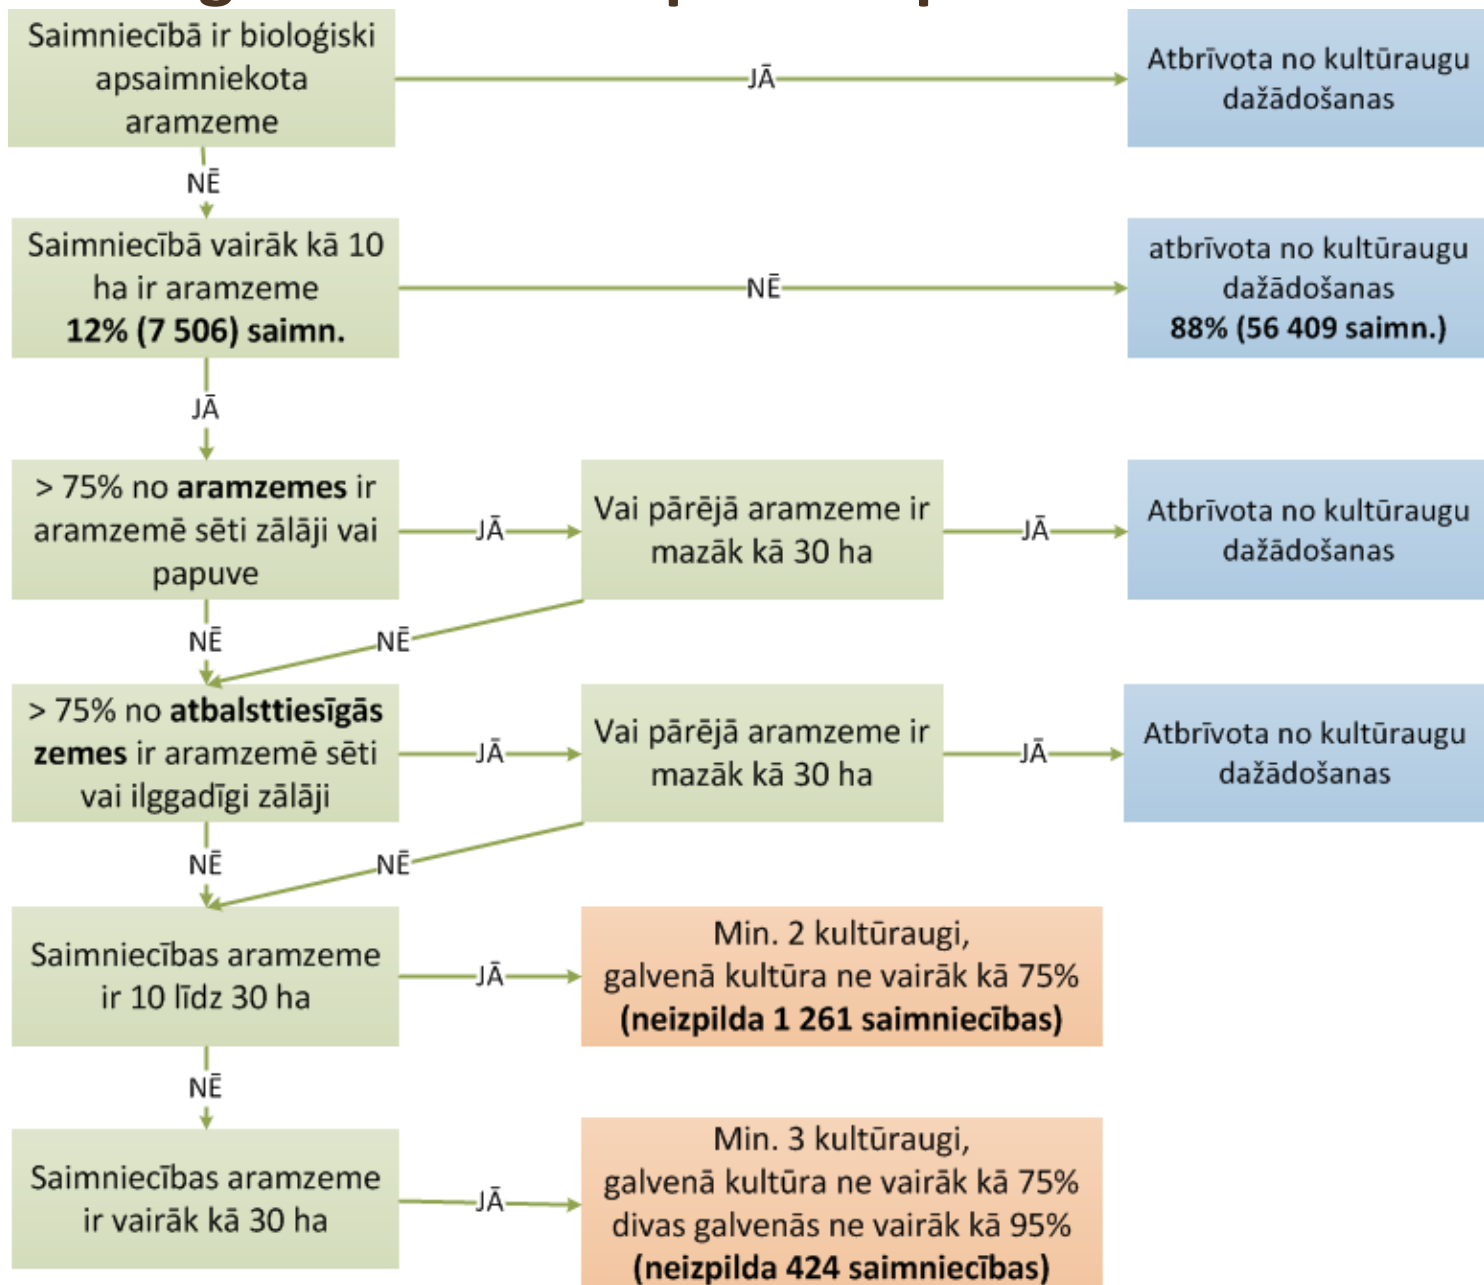 Saimniecībā ir bioloģiski
apsaimniekota
aramzeme
JĀ
Atbrīvota no kultūraugu
dažādošanas
NĒ
Saimniecībā vairāk kā 10
ha ir aramzeme
12% (7 506) saimn.
NĒ
atbrīvota no kultūraugu
dažādošanas
88% (56 409 saimn.)
JĀ
> 75% no aramzemes ir
aramzemē sēti zālāji vai
papuve
JĀ
Vai pārējā aramzeme ir
mazāk kā 30 ha
JĀ
Atbrīvota no kultūraugu
dažādošanas
NĒ
NĒ
> 75% no atbalsttiesīgās
zemes ir aramzemē sēti
vai ilggadīgi zālāji
JĀ
Vai pārējā aramzeme ir
mazāk kā 30 ha
JĀ
Atbrīvota no kultūraugu
dažādošanas
NĒ
NĒ
Saimniecības aramzeme
ir 10 līdz 30 ha
JĀ
Min. 2 kultūraugi,
galvenā kultūra ne vairāk kā 75%
(neizpilda 1 261 saimniecības)
NĒ
Saimniecības aramzeme
ir vairāk kā 30 ha
JĀ
Min. 3 kultūraugi,
galvenā kultūra ne vairāk kā 75%
divas galvenās ne vairāk kā 95%
(neizpilda 424 saimniecības)